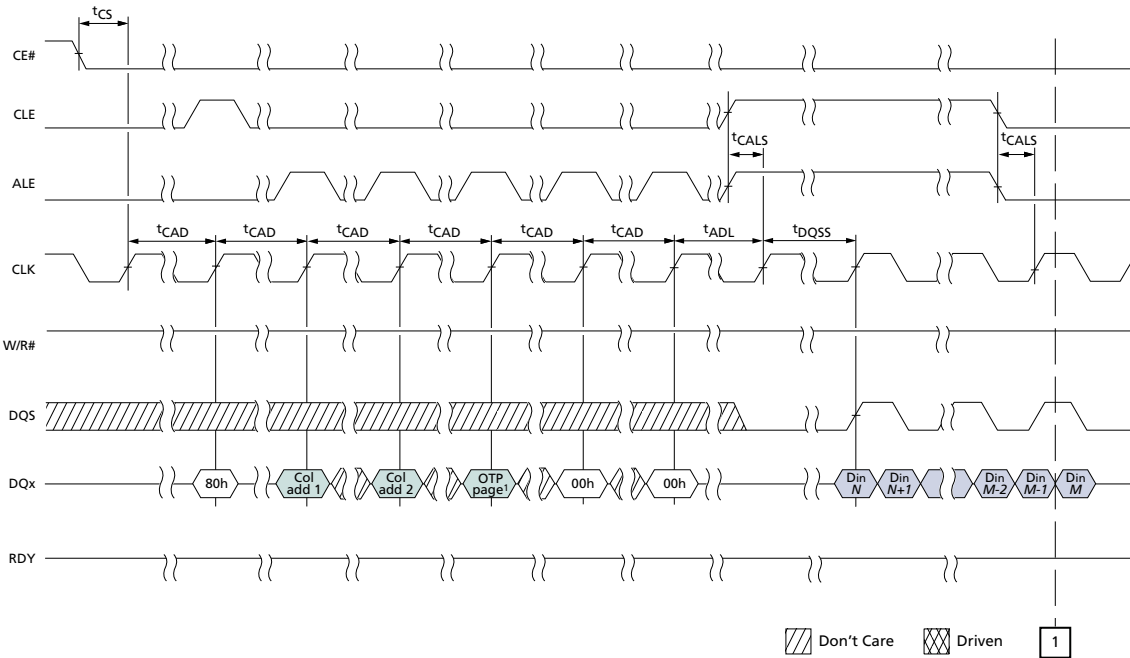 tCS
CE#
CLE
tCALS tCALS
ALE
tCAD tCAD tCAD tCAD tCAD tCAD tADL tDQSS
CLK
W/R#
DQS
DQx 80h Col add 1 Col add 2 OTP page¹ 00h 00h Din N Din N+1 Din M-2 Din M-1 Din M
RDY
Don't Care Driven 1